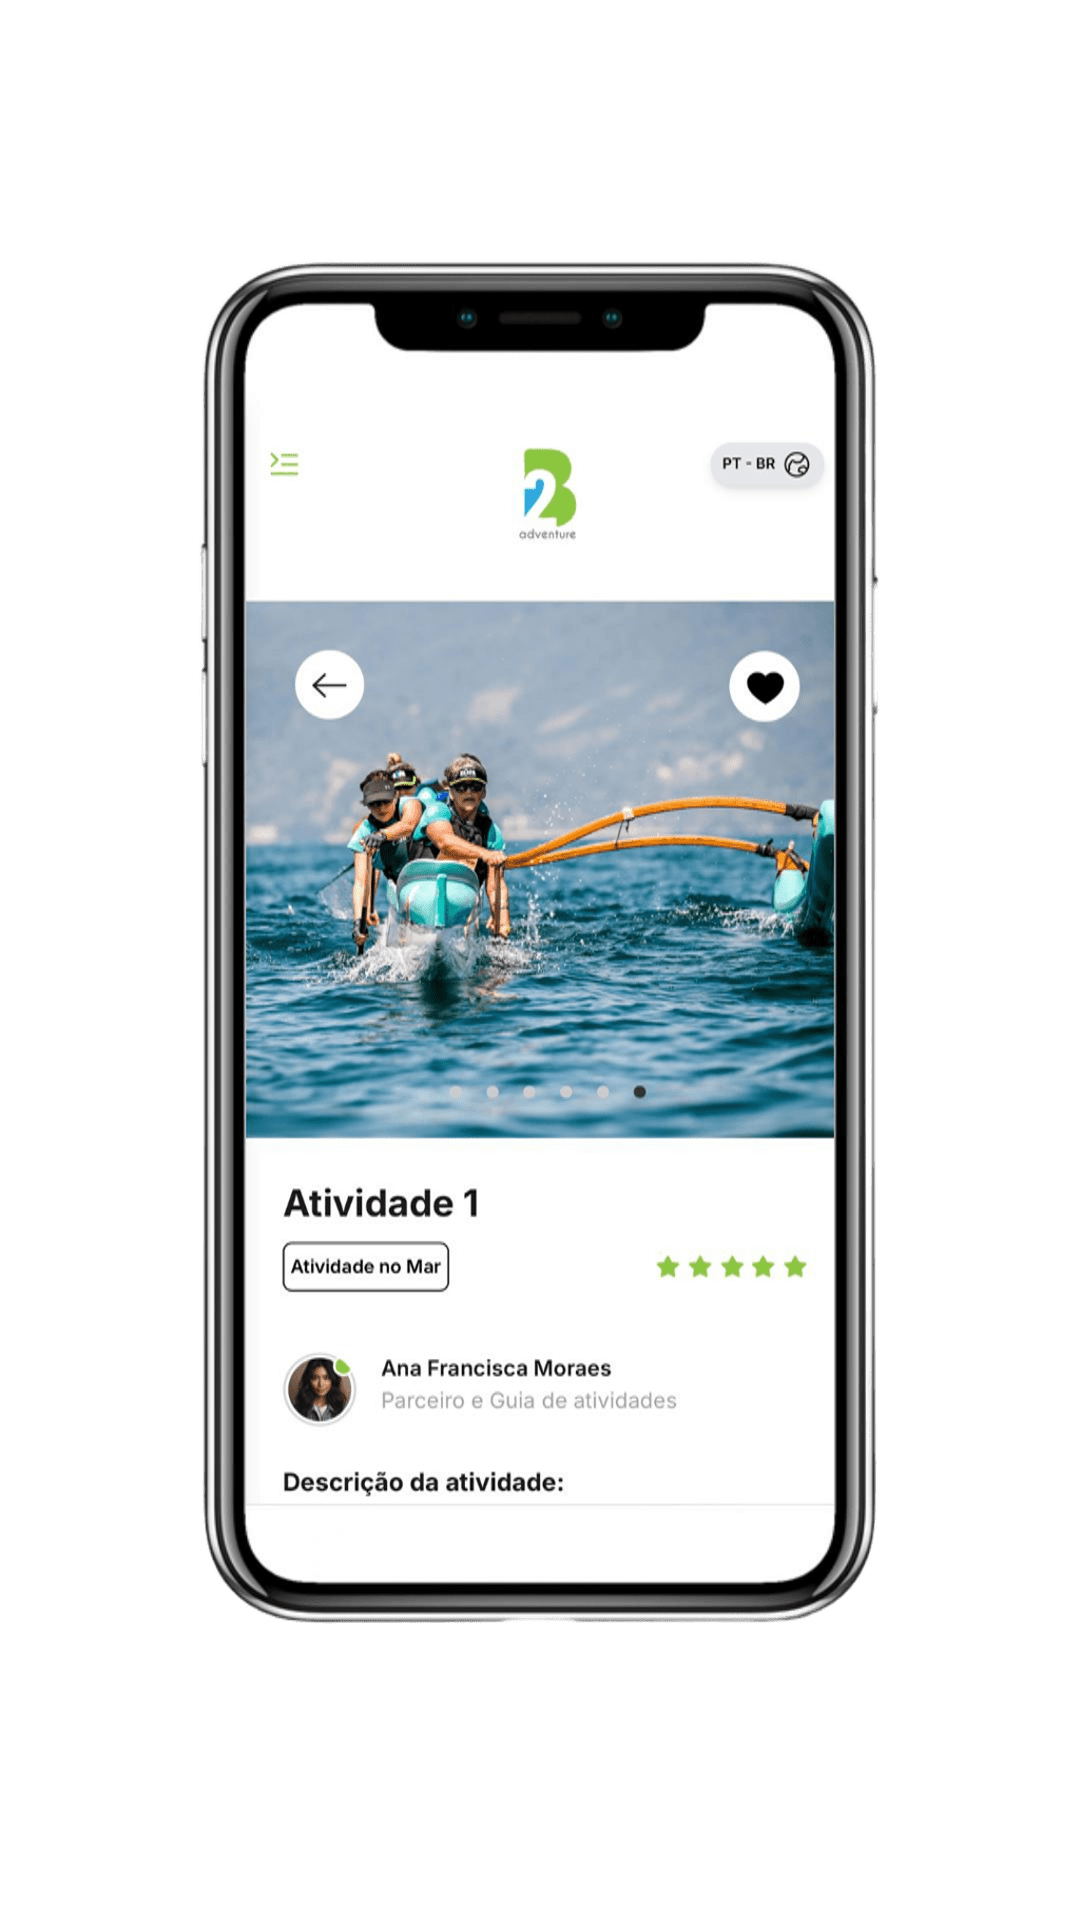 PT - BR
2B
adventure
Atividade 1
Atividade no Mar
Ana Francisca Moraes
Parceiro e Guia de atividades
Descrição da atividade: